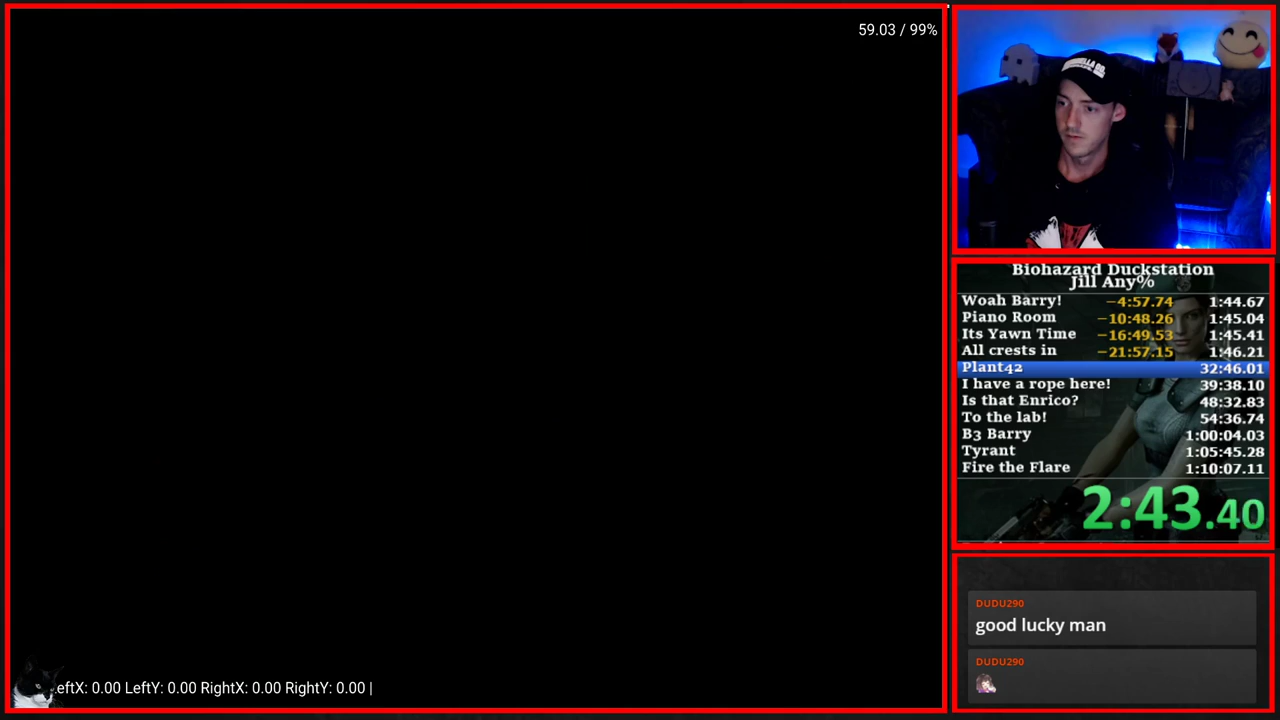 59.03 / 99%
Biohazard Duckstation
Jill Any%
Woah Barry! −4:57.74 1:44.67
Piano Room −10:48.26 1:45.04
Its Yawn Time −16:49.53 1:45.41
All crests in −21:57.15 1:46.21
Plant42 32:46.01
I have a rope here! 39:38.10
Is that Enrico? 48:32.83
To the lab! 54:36.74
B3 Barry 1:00:04.03
Tyrant 1:05:45.28
Fire the Flare 1:10:07.11
2:43.40
DUDU290
good lucky man
DUDU290
eftX: 0.00 LeftY: 0.00 RightX: 0.00 RightY: 0.00 |